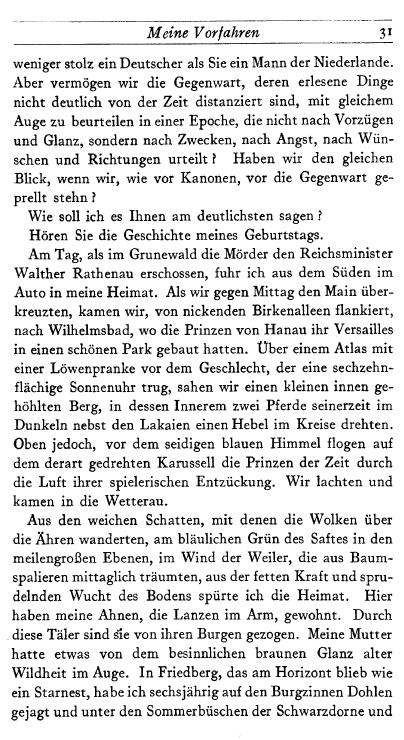 Meine Vorfahren 31
weniger stolz ein Deutscher als Sie ein Mann der Niederlande.
Aber vermögen wir die Gegenwart, deren erlesene Dinge
nicht deutlich von der Zeit distanziert sind, mit gleichem
Auge zu beurteilen in einer Epoche, die nicht nach Vorzügen
und Glanz, sondern nach Zwecken, nach Angst, nach Wün-
schen und Richtungen urteilt? Haben wir den gleichen
Blick, wenn wir, wie vor Kanonen, vor die Gegenwart ge-
prellt stehn?
Wie soll ich es Ihnen am deutlichsten sagen?
Hören Sie die Geschichte meines Geburtstags.
Am Tag, als im Grunewald die Mörder den Reichsminister
Walther Rathenau erschossen, fuhr ich aus dem Süden im
Auto in meine Heimat. Als wir gegen Mittag den Main über-
kreuzten, kamen wir, von nickenden Birkenalleen flankiert,
nach Wilhelmsbad, wo die Prinzen von Hanau ihr Versailles
in einen schönen Park gebaut hatten. Über einem Atlas mit
einer Löwenpranke vor dem Geschlecht, der eine sechzehn-
flächige Sonnenuhr trug, sahen wir einen kleinen innen ge-
höhlten Berg, in dessen Innerem zwei Pferde seinerzeit im
Dunkeln nebst den Lakaien einen Hebel im Kreise drehten.
Oben jedoch, vor dem seidigen blauen Himmel flogen auf
dem derart gedrehten Karussell die Prinzen der Zeit durch
die Luft ihrer spielerischen Entzückung. Wir lachten und
kamen in die Wetterau.
Aus den weichen Schatten, mit denen die Wolken über
die Ähren wanderten, am bläulichen Grün des Saftes in den
meilengroßen Ebenen, im Wind der Weiler, die aus Baum-
spalieren mittaglich träumten, aus der fetten Kraft und spru-
delnden Wucht des Bodens spürte ich die Heimat. Hier
haben meine Ahnen, die Lanzen im Arm, gewohnt. Durch
diese Täler sind sie von ihren Burgen gezogen. Meine Mutter
hatte etwas von dem besinnlichen braunen Glanz alter
Wildheit im Auge. In Friedberg, das am Horizont blieb wie
ein Starnest, habe ich sechsjährig auf den Burgzinnen Dohlen
gejagt und unter den Sommerbüschen der Schwarzdorne und